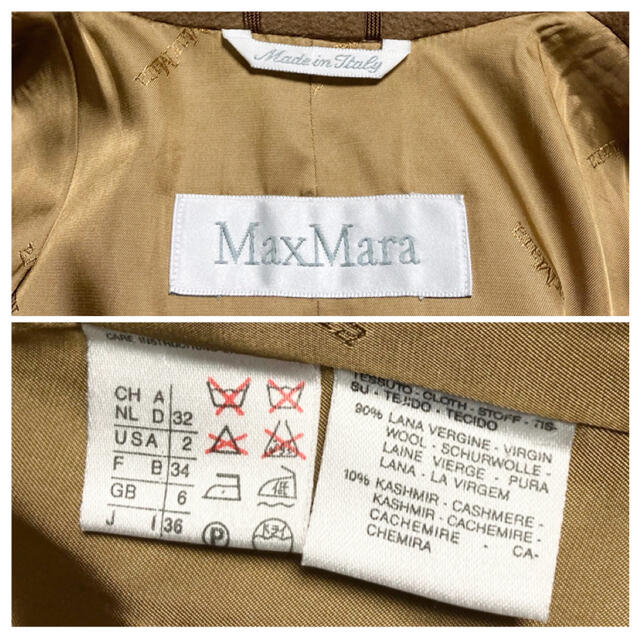 Made in Italy
MaxMara
CARE INSTRUCTIONS
CH A
NL D 32
USA 2
F B 34
GB 6
J I 36
P
TESSUTO - CLOTH - STOFF - TIS-
SU - TEJIDO - TECIDO
90% LANA VERGINE - VIRGIN
WOOL - SCHURWOLLE -
LAINE VIERGE - PURA
LANA - LA VIRGEM
10% KASHMIR - CASHMERE -
KASHMIR - CACHEMIRE -
CACHEMIRE - CA-
CHEMIRA